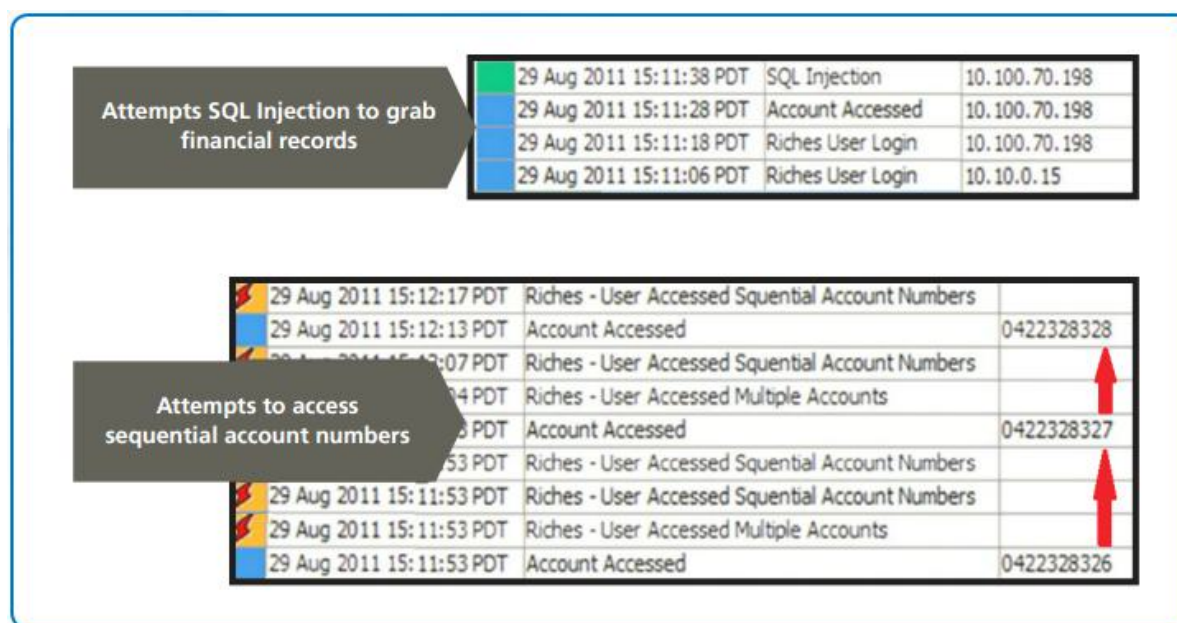 Attempts SQL Injection to grab
financial records
29 Aug 2011 15:11:38 PDT SQL Injection 10.100.70.198
29 Aug 2011 15:11:28 PDT Account Accessed 10.100.70.198
29 Aug 2011 15:11:18 PDT Riches User Login 10.100.70.198
29 Aug 2011 15:11:06 PDT Riches User Login 10.10.0.15
Attempts to access
sequential account numbers
29 Aug 2011 15:12:17 PDT Riches - User Accessed Squential Account Numbers
29 Aug 2011 15:12:13 PDT Account Accessed 0422328328
:07 PDT Riches - User Accessed Squential Account Numbers
PDT Riches - User Accessed Multiple Accounts
PDT Account Accessed 0422328327
:53 PDT Riches - User Accessed Squential Account Numbers
29 Aug 2011 15:11:53 PDT Riches - User Accessed Squential Account Numbers
29 Aug 2011 15:11:53 PDT Riches - User Accessed Multiple Accounts
29 Aug 2011 15:11:53 PDT Account Accessed 0422328326